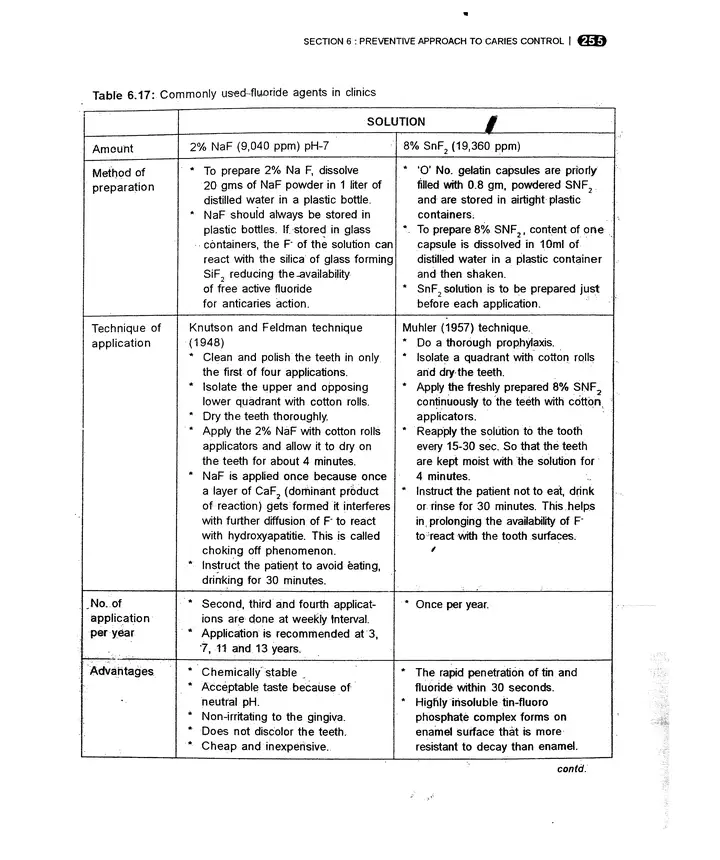 SECTION 6 : PREVENTIVE APPROACH TO CARIES CONTROL | 255
Table 6.17: Commonly used fluoride agents in clinics
SOLUTION
Amount
2% NaF (9,040 ppm) pH-7
8% SnF2 (19,360 ppm)
Method of
preparation
* To prepare 2% Na F, dissolve
20 gms of NaF powder in 1 liter of
distilled water in a plastic bottle.
* NaF should always be stored in
plastic bottles. If stored in glass
containers, the F- of the solution can
react with the silica of glass forming
SiF2 reducing the availability
of free active fluoride
for anticaries action.
* 'O' No. gelatin capsules are priorly
filled with 0.8 gm, powdered SNF2
and are stored in airtight plastic
containers.
* To prepare 8% SNF2, content of one
capsule is dissolved in 10ml of
distilled water in a plastic container
and then shaken.
* SnF2 solution is to be prepared just
before each application.
Technique of
application
Knutson and Feldman technique
(1948)
* Clean and polish the teeth in only
the first of four applications.
* Isolate the upper and opposing
lower quadrant with cotton rolls.
* Dry the teeth thoroughly.
* Apply the 2% NaF with cotton rolls
applicators and allow it to dry on
the teeth for about 4 minutes.
* NaF is applied once because once
a layer of CaF2 (dominant product
of reaction) gets formed it interferes
with further diffusion of F- to react
with hydroxyapatitie. This is called
choking off phenomenon.
* Instruct the patient to avoid eating,
drinking for 30 minutes.
Muhler (1957) technique.
* Do a thorough prophylaxis.
* Isolate a quadrant with cotton rolls
and dry the teeth.
* Apply the freshly prepared 8% SNF2
continuously to the teeth with cotton
applicators.
* Reapply the solution to the tooth
every 15-30 sec. So that the teeth
are kept moist with the solution for
4 minutes.
* Instruct the patient not to eat, drink
or rinse for 30 minutes. This helps
in prolonging the availability of F-
to react with the tooth surfaces.
No. of
application
per year
* Second, third and fourth applicat-
ions are done at weekly Interval.
* Application is recommended at 3,
7, 11 and 13 years.
* Once per year.
Advantages
* Chemically stable
* Acceptable taste because of
neutral pH.
* Non-irritating to the gingiva.
* Does not discolor the teeth.
* Cheap and inexpensive.
* The rapid penetration of tin and
fluoride within 30 seconds.
* Highly insoluble tin-fluoro
phosphate complex forms on
enamel surface that is more
resistant to decay than enamel.
contd.